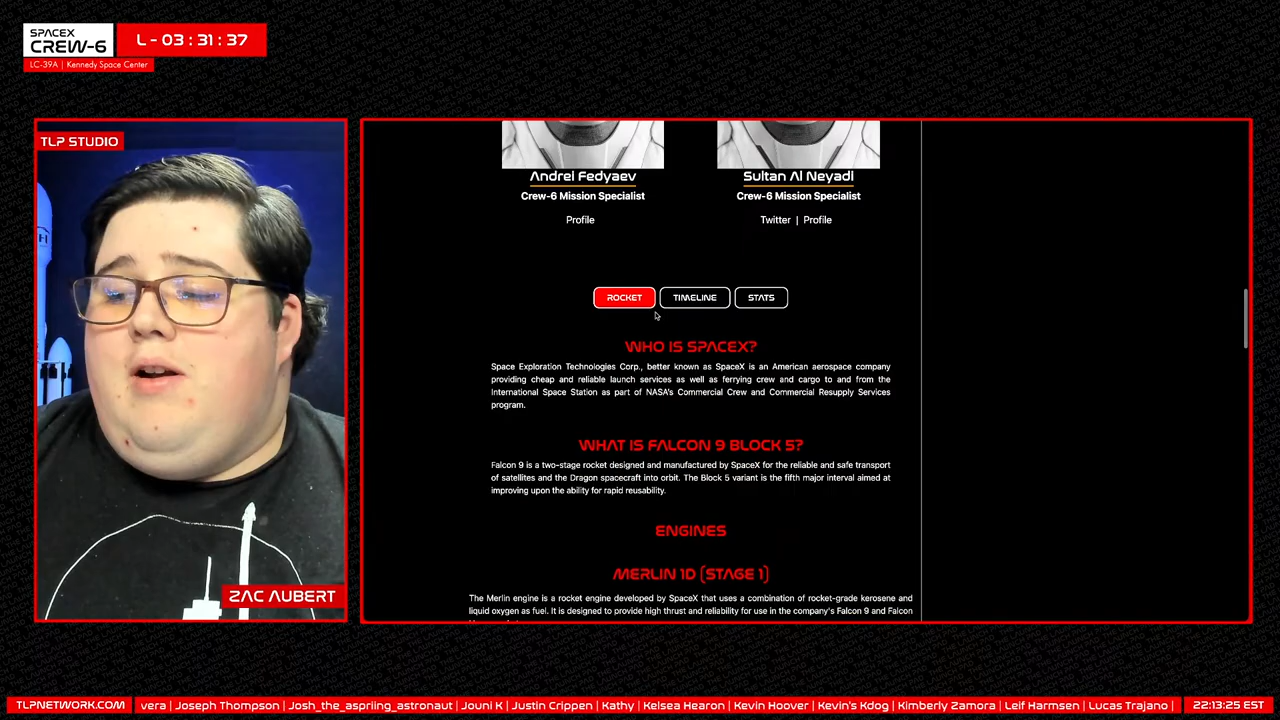 SPACEX
CREW-6
L - 03 : 31 : 37
LC-39A | Kennedy Space Center
TLP STUDIO
ZAC AUBERT
Andrei Fedyaev
Crew-6 Mission Specialist
Profile
Sultan Al Neyadi
Crew-6 Mission Specialist
Twitter | Profile
ROCKET
TIMELINE
STATS
WHO IS SPACEX?
Space Exploration Technologies Corp., better known as SpaceX is an American aerospace company
providing cheap and reliable launch services as well as ferrying crew and cargo to and from the
International Space Station as part of NASA's Commercial Crew and Commercial Resupply Services
program.
WHAT IS FALCON 9 BLOCK 5?
Falcon 9 is a two-stage rocket designed and manufactured by SpaceX for the reliable and safe transport
of satellites and the Dragon spacecraft into orbit. The Block 5 variant is the fifth major interval aimed at
improving upon the ability for rapid reusability.
ENGINES
MERLIN 1D (STAGE 1)
The Merlin engine is a rocket engine developed by SpaceX that uses a combination of rocket-grade kerosene and
liquid oxygen as fuel. It is designed to provide high thrust and reliability for use in the company's Falcon 9 and Falcon
TLPNETWORK.COM
vera | Joseph Thompson | Josh_the_aspriing_astronaut | Jouni K | Justin Crippen | Kathy | Kelsea Hearon | Kevin Hoover | Kevin's Kdog | Kimberly Zamora | Leif Harmsen | Lucas Trajano |
22:13:25 EST